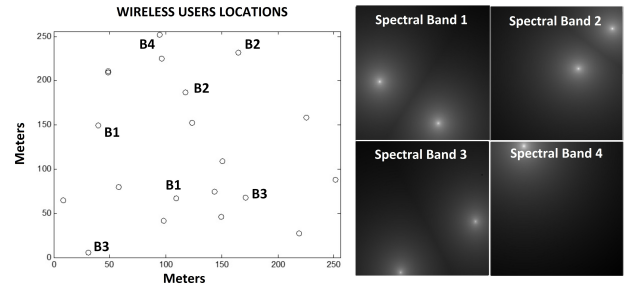 WIRELESS USERS LOCATIONS
250
200
150
100
50
0
Meters
B4
B2
B2
B1
B1
B3
B3
0
50
100
150
200
250
Meters
Spectral Band 1
Spectral Band 2
Spectral Band 3
Spectral Band 4